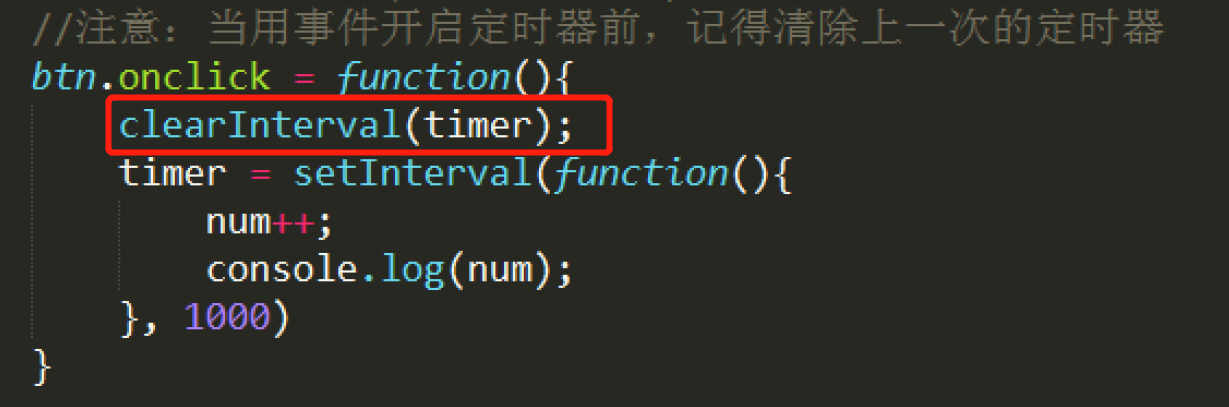 //注意：当用事件开启定时器前，记得清除上一次的定时器
btn.onclick = function(){
clearInterval(timer);
timer = setInterval(function(){
num++;
console.log(num);
}, 1000)
}